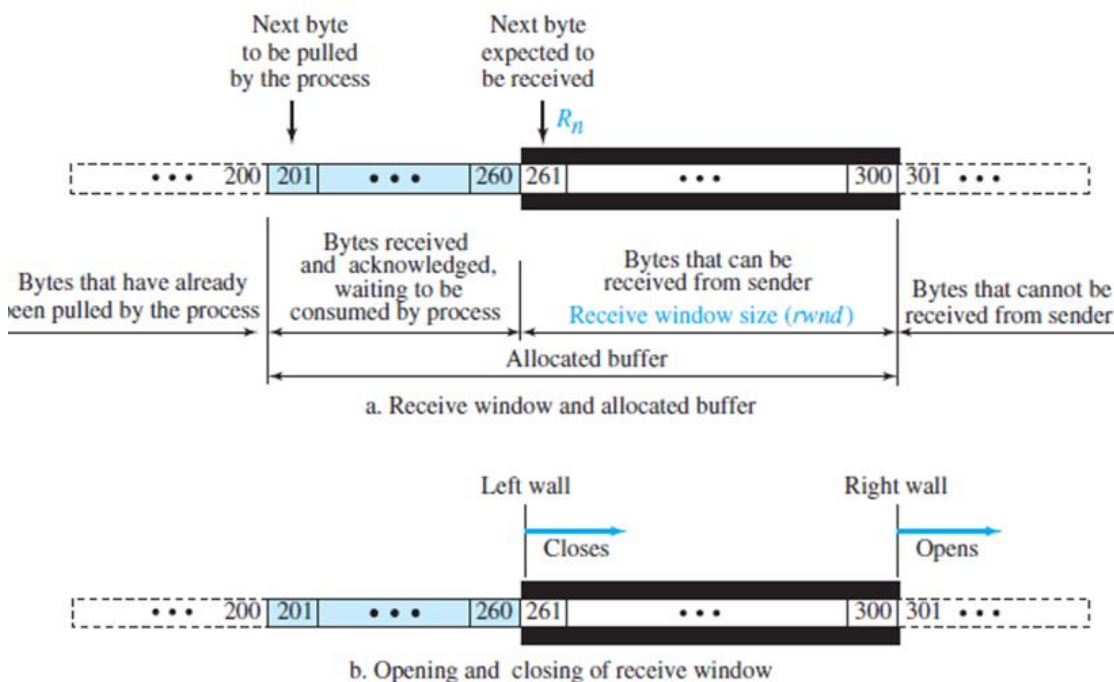 Next byte
to be pulled
by the process
Next byte
expected to
be received
Rn
••• 200 201 ••• 260 261 ••• 300 301 •••
Bytes that have already
een pulled by the process
Bytes received
and acknowledged,
waiting to be
consumed by process
Bytes that can be
received from sender
Receive window size (rwnd)
Bytes that cannot be
received from sender
Allocated buffer
a. Receive window and allocated buffer
Left wall
Right wall
Closes
Opens
••• 200 201 ••• 260 261 ••• 300 301 •••
b. Opening and closing of receive window